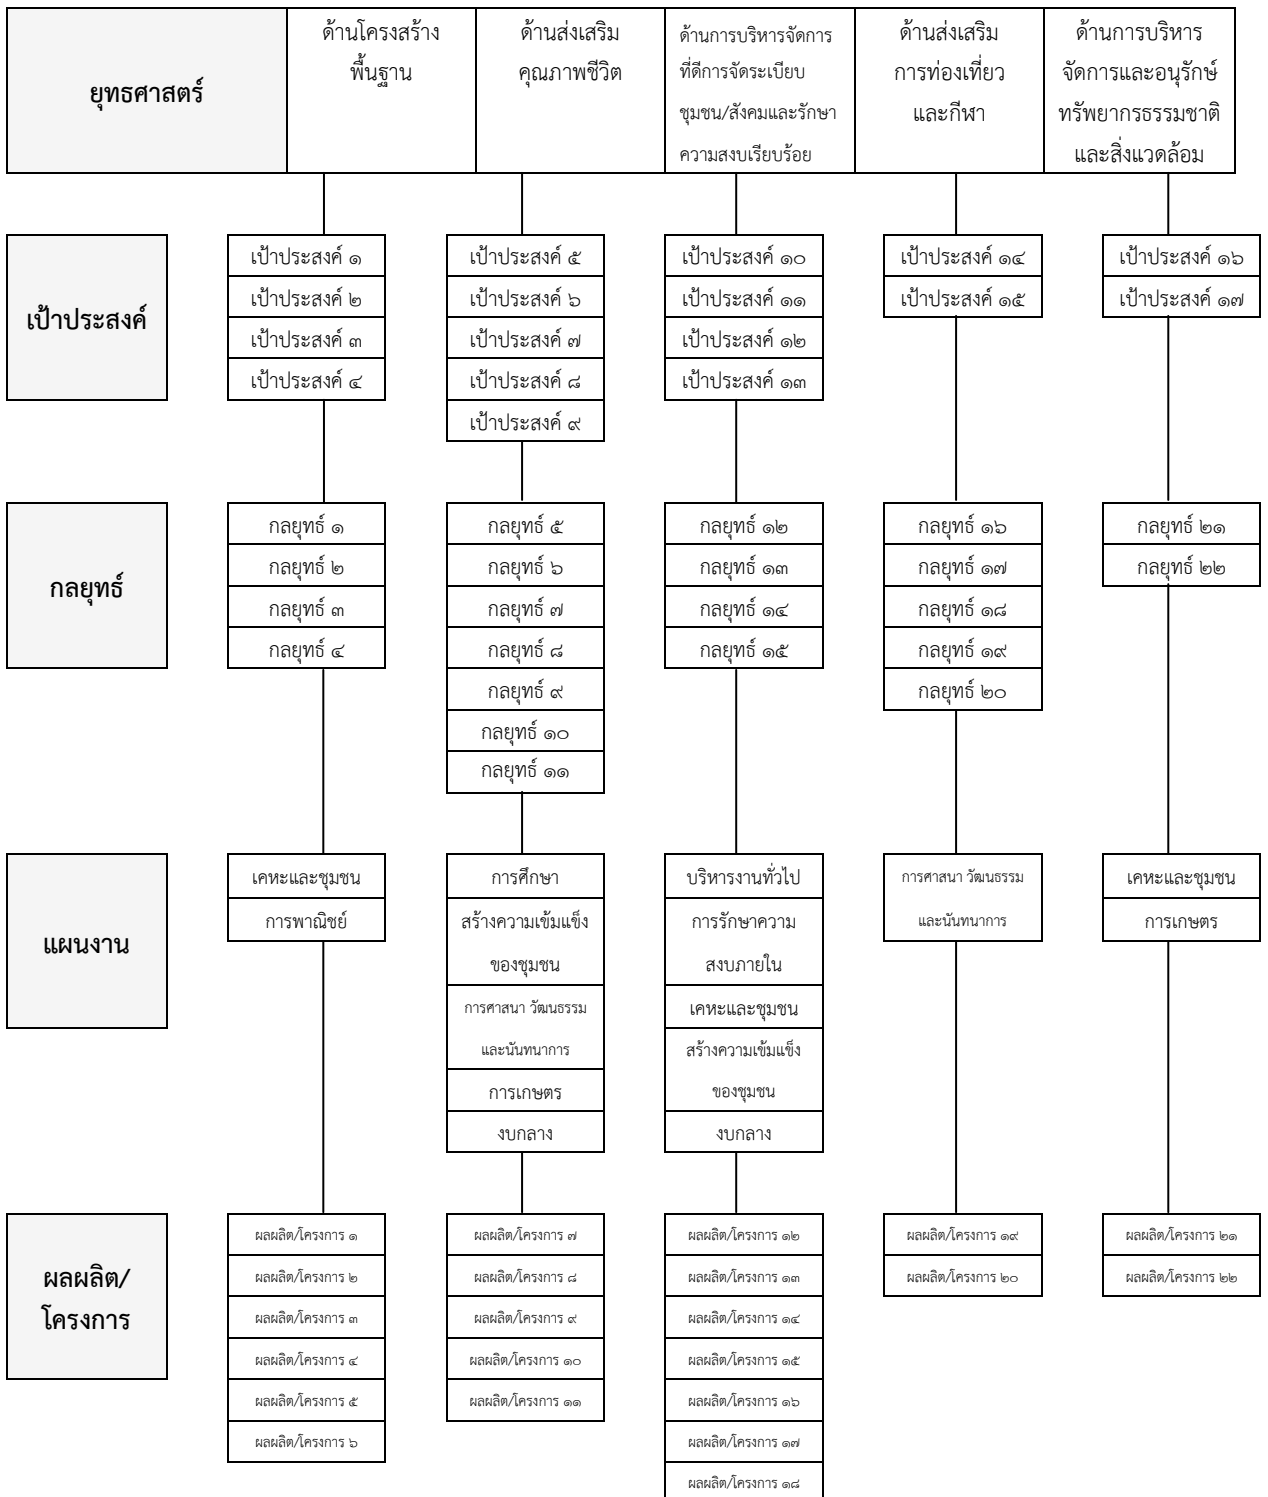 ยุทธศาสตร์
ด้านโครงสร้าง
พื้นฐาน
ด้านส่งเสริม
คุณภาพชีวิต
ด้านการบริหารจัดการ
ที่ดีการจัดระเบียบ
ชุมชน/สังคมและรักษา
ความสงบเรียบร้อย
ด้านส่งเสริม
การท่องเที่ยว
และกีฬา
ด้านการบริหาร
จัดการและอนุรักษ์
ทรัพยากรธรรมชาติ
และสิ่งแวดล้อม
เป้าประสงค์
เป้าประสงค์ ๑
เป้าประสงค์ ๒
เป้าประสงค์ ๓
เป้าประสงค์ ๔
เป้าประสงค์ ๕
เป้าประสงค์ ๖
เป้าประสงค์ ๗
เป้าประสงค์ ๘
เป้าประสงค์ ๙
เป้าประสงค์ ๑๐
เป้าประสงค์ ๑๑
เป้าประสงค์ ๑๒
เป้าประสงค์ ๑๓
เป้าประสงค์ ๑๔
เป้าประสงค์ ๑๕
เป้าประสงค์ ๑๖
เป้าประสงค์ ๑๗
กลยุทธ์
กลยุทธ์ ๑
กลยุทธ์ ๒
กลยุทธ์ ๓
กลยุทธ์ ๔
กลยุทธ์ ๕
กลยุทธ์ ๖
กลยุทธ์ ๗
กลยุทธ์ ๘
กลยุทธ์ ๙
กลยุทธ์ ๑๐
กลยุทธ์ ๑๑
กลยุทธ์ ๑๒
กลยุทธ์ ๑๓
กลยุทธ์ ๑๔
กลยุทธ์ ๑๕
กลยุทธ์ ๑๖
กลยุทธ์ ๑๗
กลยุทธ์ ๑๘
กลยุทธ์ ๑๙
กลยุทธ์ ๒๐
กลยุทธ์ ๒๑
กลยุทธ์ ๒๒
แผนงาน
เคหะและชุมชน
การพาณิชย์
การศึกษา
สร้างความเข้มแข็ง
ของชุมชน
การศาสนา วัฒนธรรม
และนันทนาการ
การเกษตร
งบกลาง
บริหารงานทั่วไป
การรักษาความ
สงบภายใน
เคหะและชุมชน
สร้างความเข้มแข็ง
ของชุมชน
งบกลาง
การศาสนา วัฒนธรรม
และนันทนาการ
เคหะและชุมชน
การเกษตร
ผลผลิต/
โครงการ
ผลผลิต/โครงการ ๑
ผลผลิต/โครงการ ๒
ผลผลิต/โครงการ ๓
ผลผลิต/โครงการ ๔
ผลผลิต/โครงการ ๕
ผลผลิต/โครงการ ๖
ผลผลิต/โครงการ ๗
ผลผลิต/โครงการ ๘
ผลผลิต/โครงการ ๙
ผลผลิต/โครงการ ๑๐
ผลผลิต/โครงการ ๑๑
ผลผลิต/โครงการ ๑๒
ผลผลิต/โครงการ ๑๓
ผลผลิต/โครงการ ๑๔
ผลผลิต/โครงการ ๑๕
ผลผลิต/โครงการ ๑๖
ผลผลิต/โครงการ ๑๗
ผลผลิต/โครงการ ๑๘
ผลผลิต/โครงการ ๑๙
ผลผลิต/โครงการ ๒๐
ผลผลิต/โครงการ ๒๑
ผลผลิต/โครงการ ๒๒